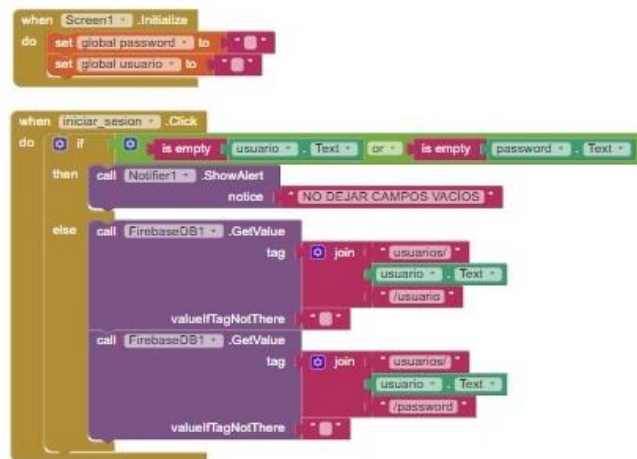 when Screen1 .Initialize
do set global password to " "
set global usuario to " "
when iniciar_sesion .Click
do if is empty usuario . Text or is empty password . Text
then call Notifier1 .ShowAlert
notice " NO DEJAR CAMPOS VACIOS "
else call FirebaseDB1 .GetValue
tag join " usuarios/ "
usuario . Text
" /usuario "
valueIfTagNotThere " "
call FirebaseDB1 .GetValue
tag join " usuarios/ "
usuario . Text
" /password "
valueIfTagNotThere " "